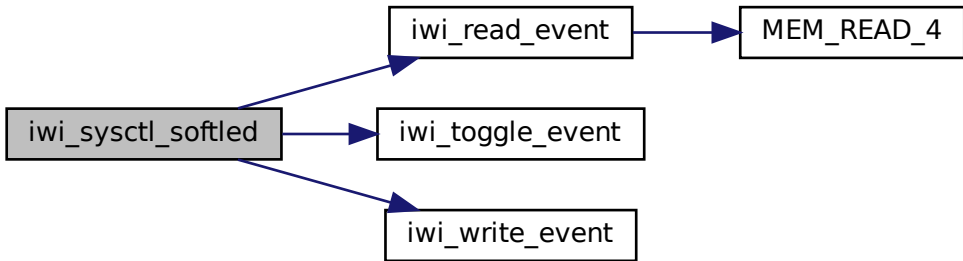 iwi_read_event
MEM_READ_4
iwi_sysctl_softled
iwi_toggle_event
iwi_write_event